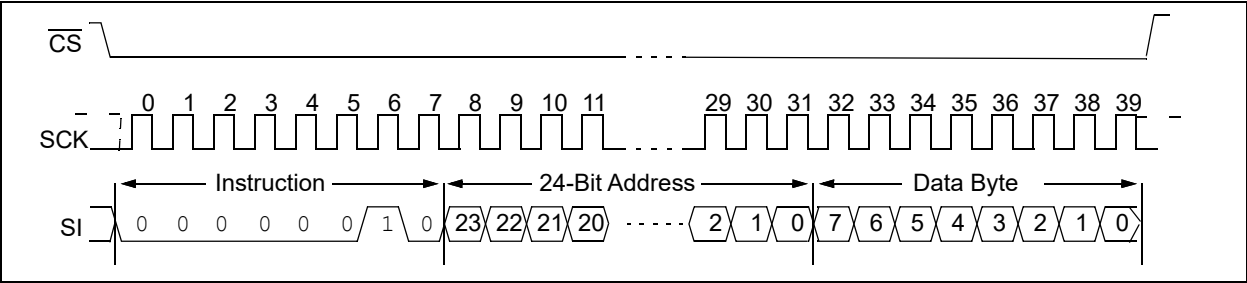 CS
0 1 2 3 4 5 6 7 8 9 10 11 29 30 31 32 33 34 35 36 37 38 39
SCK
Instruction 24-Bit Address Data Byte
SI 0 0 0 0 0 0 1 0 23 22 21 20 2 1 0 7 6 5 4 3 2 1 0